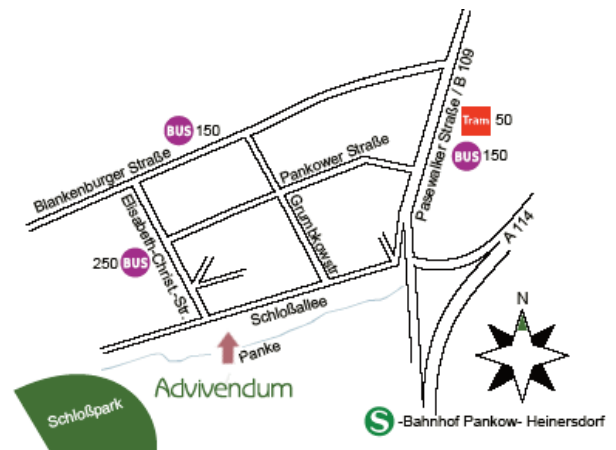 BUS 150
Blankenburger Straße
Pankower Straße
Pasewalker Straße / B 109
Tram 50
BUS 150
Elisabeth-Christ.-Str.
Grumbkowstr.
250 BUS
A 114
Schloßallee
Panke
N
Advivendum
Schloßpark
S -Bahnhof Pankow- Heinersdorf